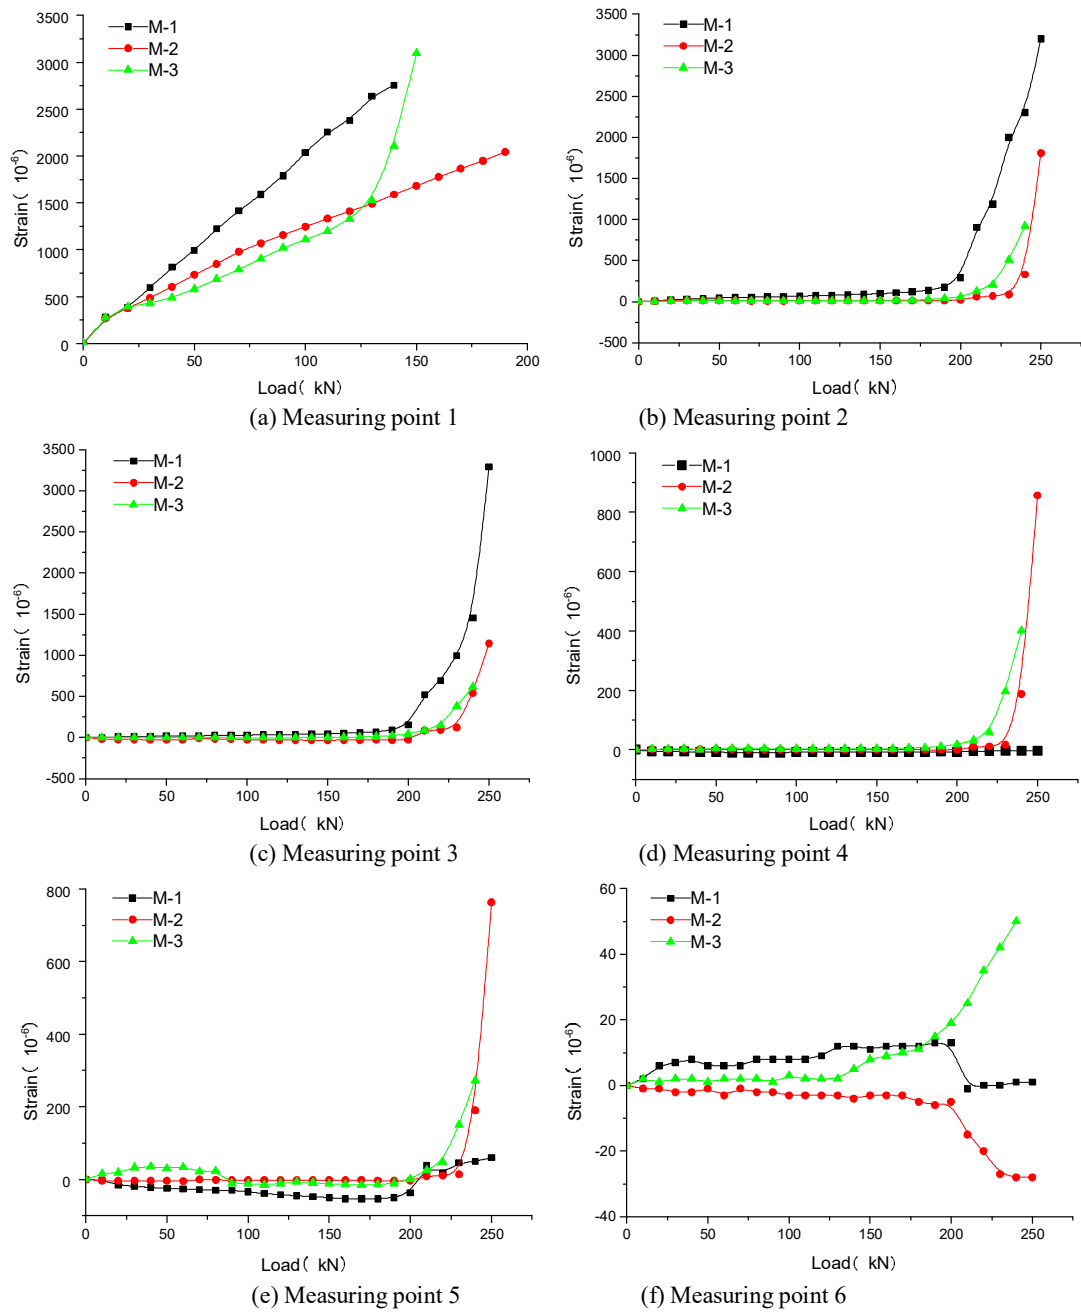 M-1
M-2
M-3
3500
3000
2500
2000
1500
1000
500
0
Strain( 10-6)
0 50 100 150 200
Load( kN)
(a) Measuring point 1
M-1
M-2
M-3
3500
3000
2500
2000
1500
1000
500
0
-500
Strain( 10-6)
0 50 100 150 200 250
Load( kN)
(b) Measuring point 2
M-1
M-2
M-3
3500
3000
2500
2000
1500
1000
500
0
-500
Strain( 10-6)
0 50 100 150 200 250
Load( kN)
(c) Measuring point 3
M-1
M-2
M-3
1000
800
600
400
200
0
Strain( 10-6)
0 50 100 150 200 250
Load( kN)
(d) Measuring point 4
M-1
M-2
M-3
800
600
400
200
0
Strain( 10-6)
0 50 100 150 200 250
Load( kN)
(e) Measuring point 5
M-1
M-2
M-3
60
40
20
0
-20
-40
Strain( 10-6)
0 50 100 150 200 250
Load( kN)
(f) Measuring point 6